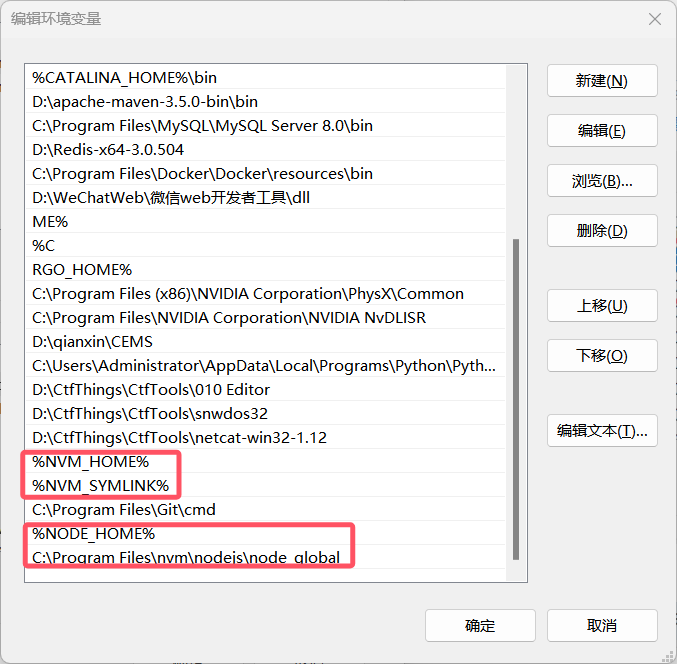 编辑环境变量
%CATALINA_HOME%\bin
D:\apache-maven-3.5.0-bin\bin
C:\Program Files\MySQL\MySQL Server 8.0\bin
D:\Redis-x64-3.0.504
C:\Program Files\Docker\Docker\resources\bin
D:\WeChatWeb\微信web开发者工具\dll
ME%
%C
RGO_HOME%
C:\Program Files (x86)\NVIDIA Corporation\PhysX\Common
C:\Program Files\NVIDIA Corporation\NVIDIA NvDLISR
D:\qianxin\CEMS
C:\Users\Administrator\AppData\Local\Programs\Python\Pyth...
D:\CtfThings\CtfTools\010 Editor
D:\CtfThings\CtfTools\snwdos32
D:\CtfThings\CtfTools\netcat-win32-1.12
%NVM_HOME%
%NVM_SYMLINK%
C:\Program Files\Git\cmd
%NODE_HOME%
C:\Program Files\nvm\nodejs\node_global
新建(N)
编辑(E)
浏览(B)...
删除(D)
上移(U)
下移(O)
编辑文本(T)...
确定
取消